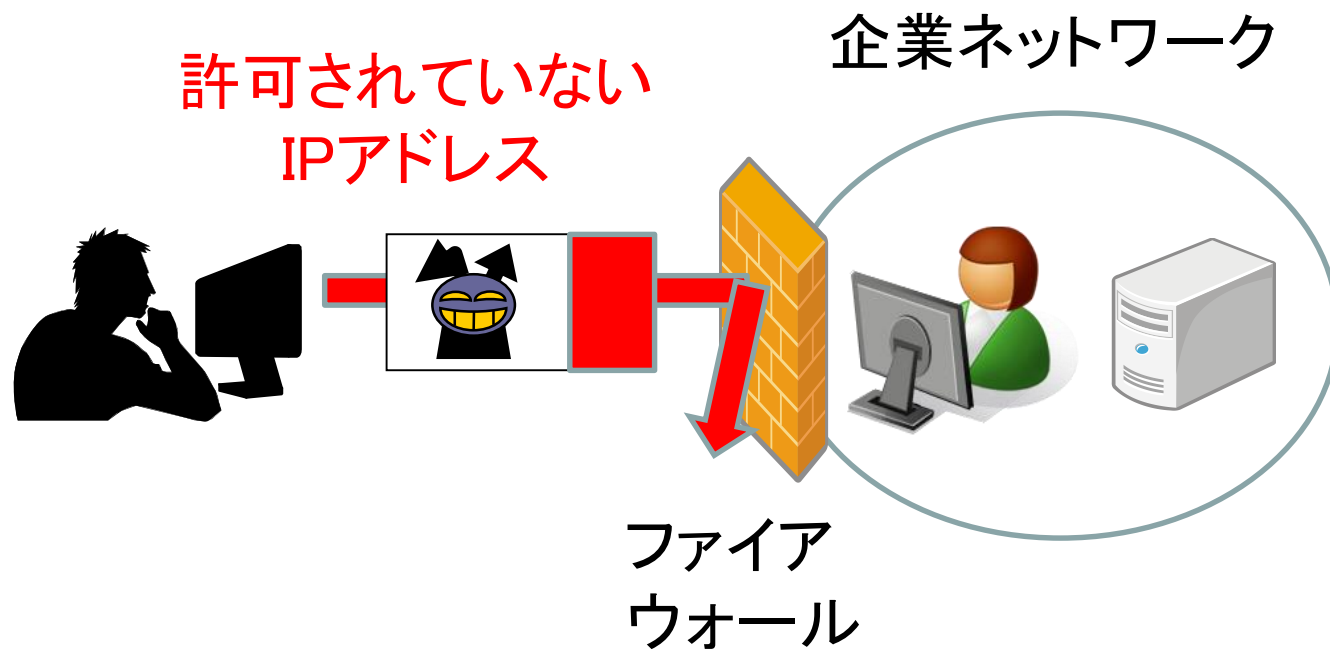 企業ネットワーク
許可されていない
IPアドレス
ファイア
ウォール